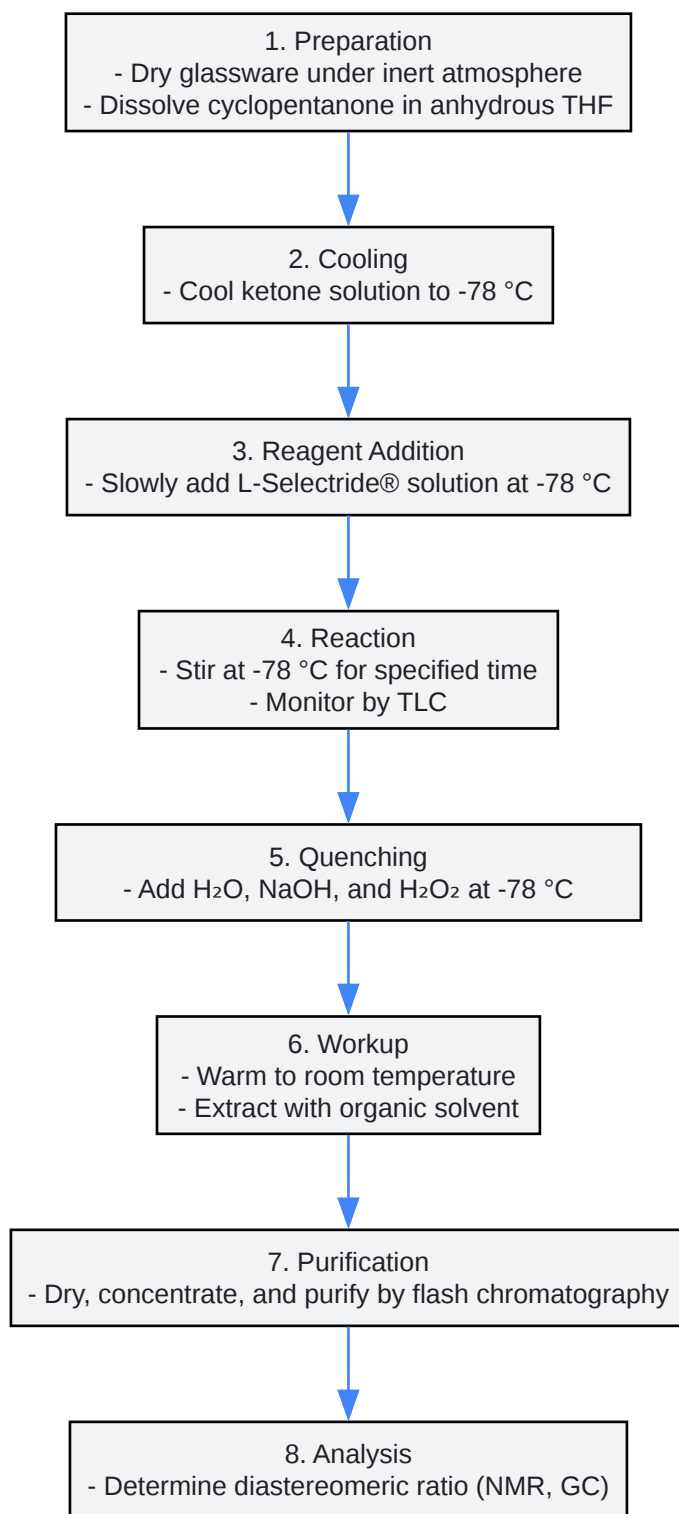 1. Preparation
- Dry glassware under inert atmosphere
- Dissolve cyclopentanone in anhydrous THF
2. Cooling
- Cool ketone solution to -78 °C
3. Reagent Addition
- Slowly add L-Selectride® solution at -78 °C
4. Reaction
- Stir at -78 °C for specified time
- Monitor by TLC
5. Quenching
- Add H₂O, NaOH, and H₂O₂ at -78 °C
6. Workup
- Warm to room temperature
- Extract with organic solvent
7. Purification
- Dry, concentrate, and purify by flash chromatography
8. Analysis
- Determine diastereomeric ratio (NMR, GC)